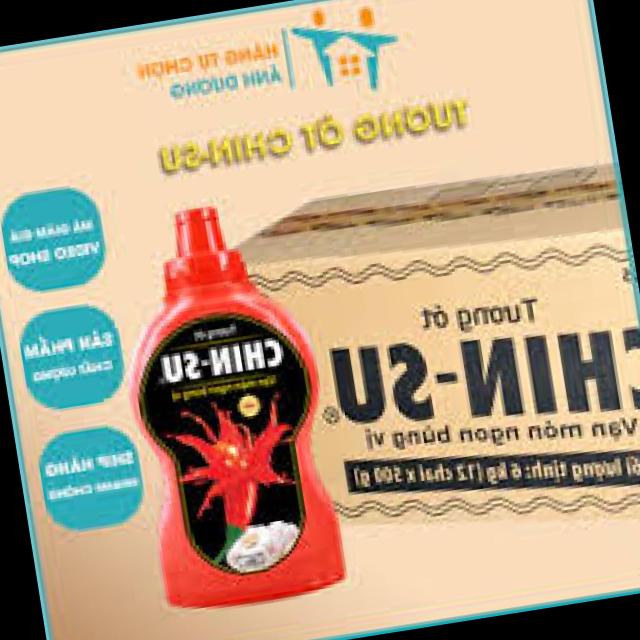 HÀNG TỰ CHỌN
ÁNH DƯƠNG
TƯƠNG ỚT CHIN-SU
MÃ GIẢM GIÁ
VIDEO SHOP
SẢN PHẨM
CHẤT LƯỢNG
SHIP HÀNG
NHANH CHÓNG
Tương ớt
CHIN-SU
Tương ớt
CHIN-SU®
Vạn món ngon bùng vị
lượng tịnh: 6 kg (12 chai x 500 g)